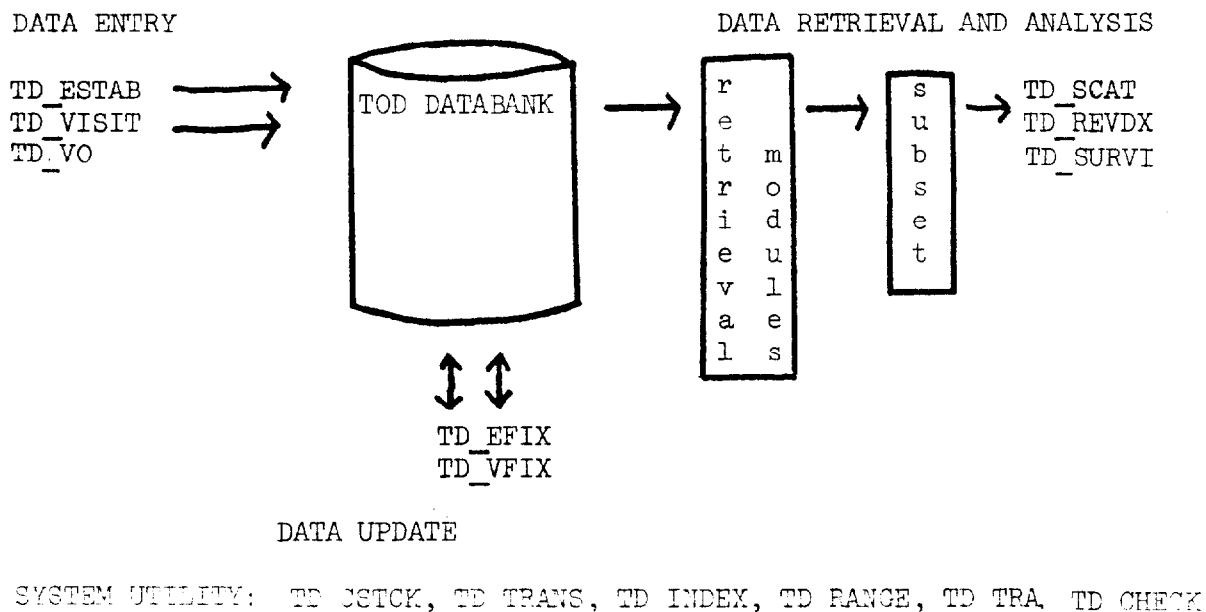 DATA ENTRY
DATA RETRIEVAL AND ANALYSIS
TD_ESTAB
TD_VISIT
TD_VO
TOD DATABANK
retrieval
modules
subset
TD_SCAT
TD_REVDX
TD_SURVI
TD_EFIX
TD_VFIX
DATA UPDATE
SYSTEM UTILITY: TD TRANS, TD INDEX, TD RANGE, TD TRA, TD CHECK